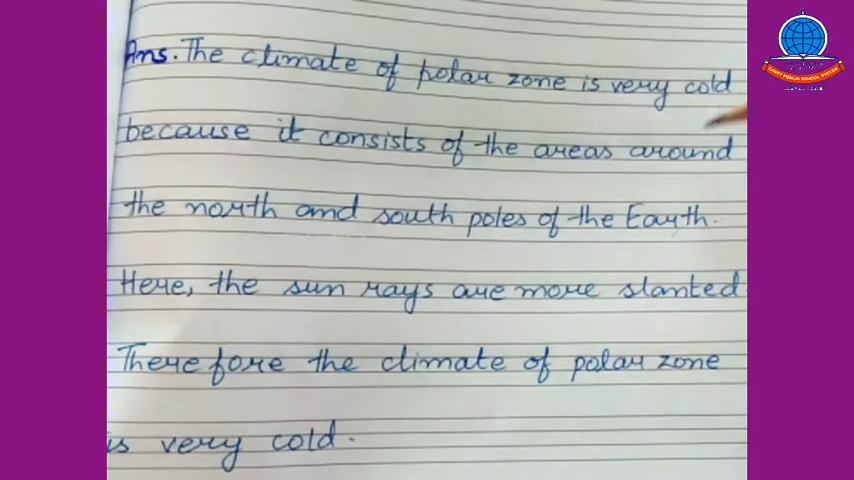 Ans. The climate of polar zone is very cold
because it consists of the areas around
the north and south poles of the Earth.
Here, the sun rays are more slanted.
Therefore the climate of polar zone
is very cold.